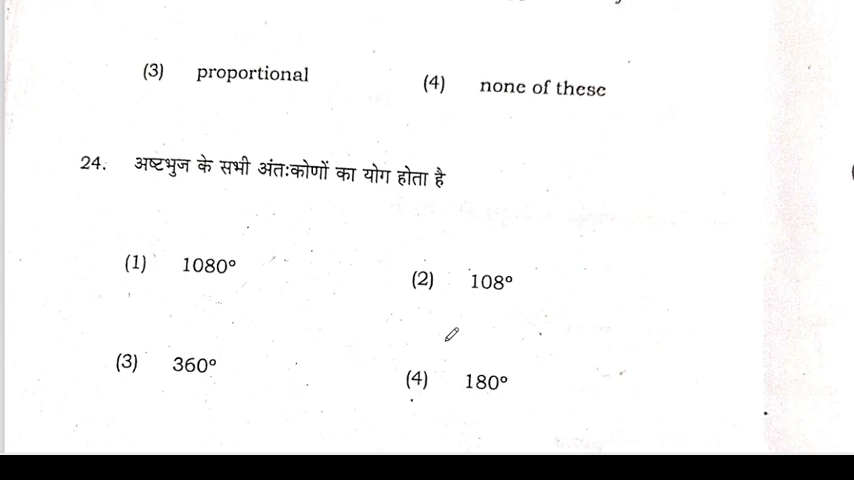 (3) proportional (4) none of these
24. अष्टभुज के सभी अंतःकोणों का योग होता है
(1) 1080° (2) 108°
(3) 360° (4) 180°